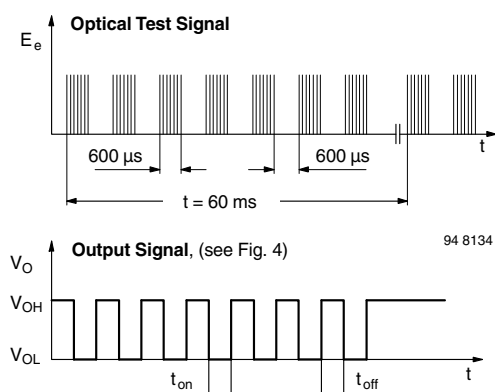 Optical Test Signal
Ee
t
600 µs
600 µs
t = 60 ms
94 8134
Output Signal, (see Fig. 4)
VO
VOH
VOL
ton
toff
t